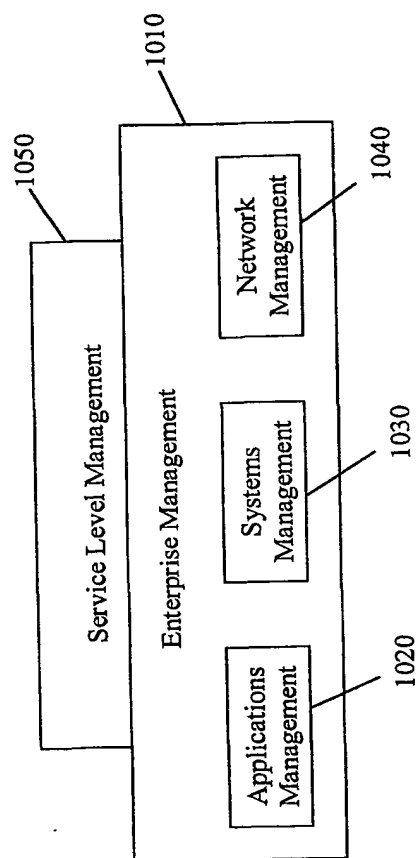 1050
Service Level Management
1010
Enterprise Management
Applications
Management
Systems
Management
Network
Management
1020
1030
1040